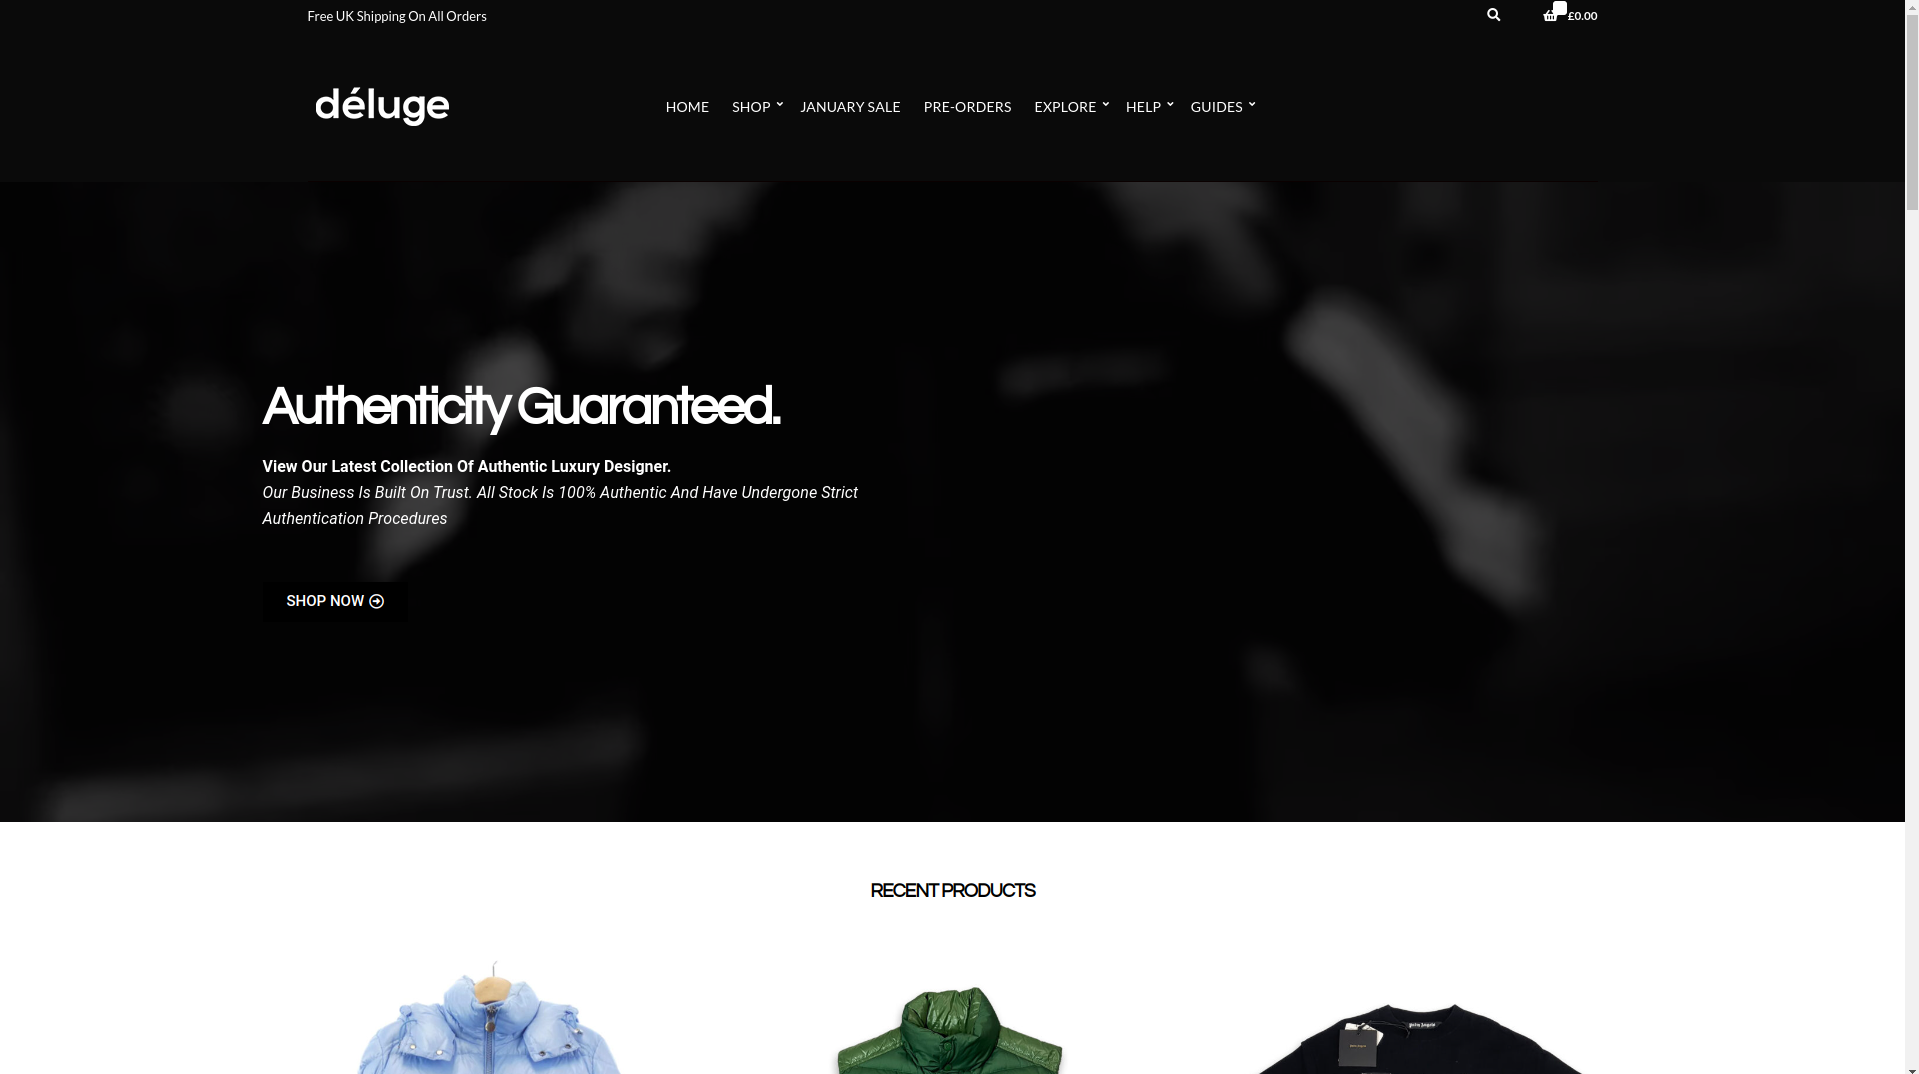 Free UK Shipping On All Orders
£0.00
déluge
HOME SHOP JANUARY SALE PRE-ORDERS EXPLORE HELP GUIDES
Authenticity Guaranteed.
View Our Latest Collection Of Authentic Luxury Designer.
Our Business Is Built On Trust. All Stock Is 100% Authentic And Have Undergone Strict
Authentication Procedures
SHOP NOW
RECENT PRODUCTS
Palm Angels